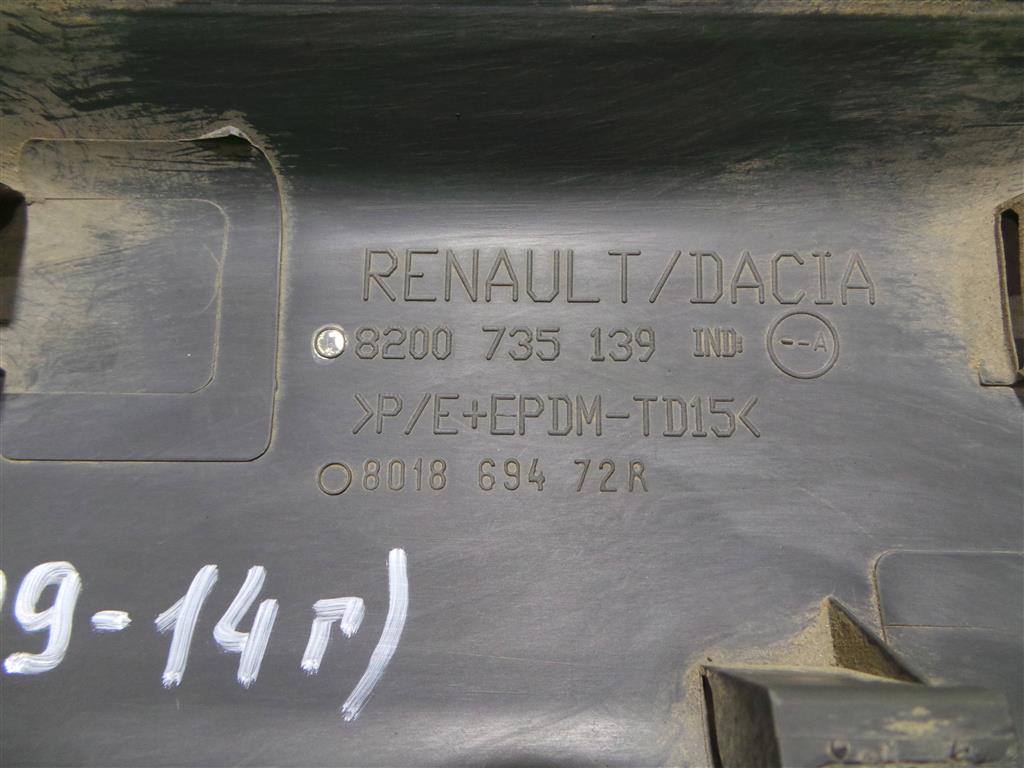 RENAULT/DACIA
8200 735 139 IND: --A
>P/E+EPDM-TD15<
8018 694 72R
9-14г)